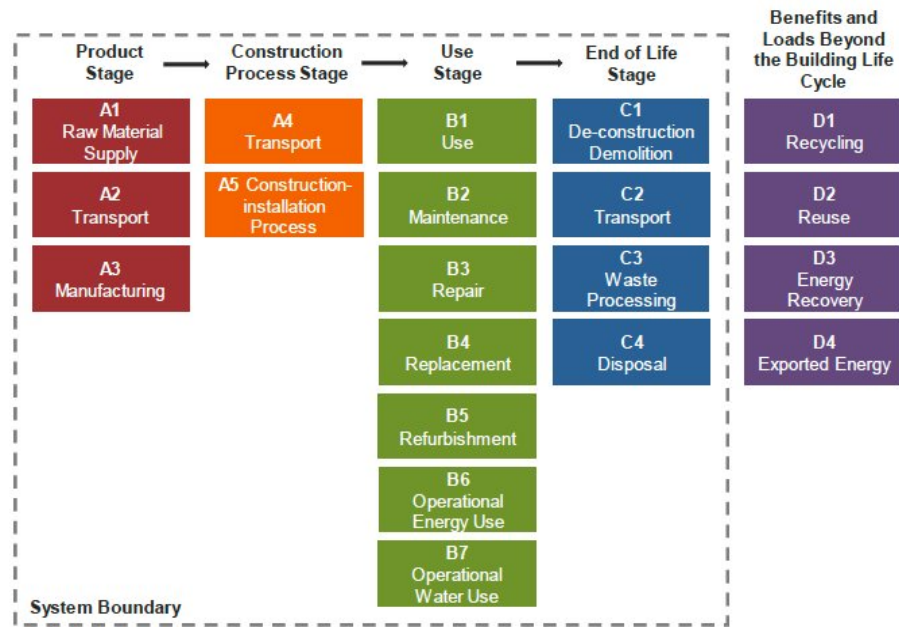 Product
Stage
Construction
Process Stage
Use
Stage
End of Life
Stage
Benefits and
Loads Beyond
the Building Life
Cycle
A1
Raw Material
Supply
A2
Transport
A3
Manufacturing
A4
Transport
A5 Construction-
installation
Process
B1
Use
B2
Maintenance
B3
Repair
B4
Replacement
B5
Refurbishment
B6
Operational
Energy Use
B7
Operational
Water Use
C1
De-construction
Demolition
C2
Transport
C3
Waste
Processing
C4
Disposal
D1
Recycling
D2
Reuse
D3
Energy
Recovery
D4
Exported Energy
System Boundary